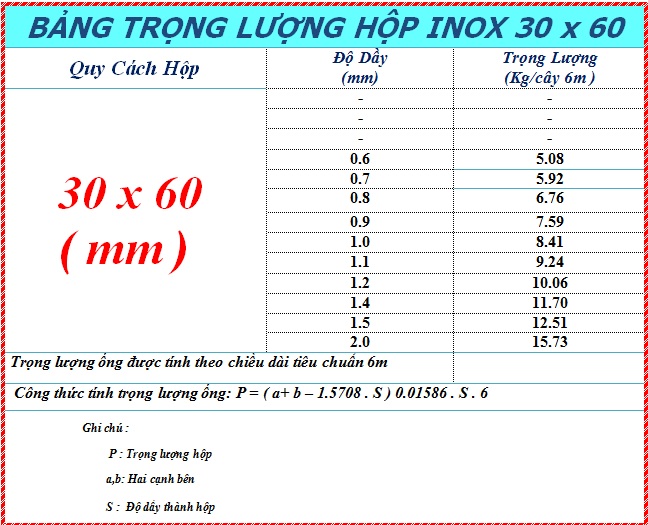 BẢNG TRỌNG LƯỢNG HỘP INOX 30 x 60
Quy Cách Hộp
Độ Dầy
(mm)
Trọng Lượng
(Kg/cây 6m )
- -
- -
- -
0.6 5.08
0.7 5.92
0.8 6.76
0.9 7.59
1.0 8.41
1.1 9.24
1.2 10.06
1.4 11.70
1.5 12.51
2.0 15.73
30 x 60
( mm )
Trọng lượng ống được tính theo chiều dài tiêu chuẩn 6m
Công thức tính trọng lượng ống: P = ( a+ b – 1.5708 . S ) 0.01586 . S . 6
Ghi chú :
P : Trọng lượng hộp
a,b: Hai cạnh bên
S : Độ dầy thành hộp